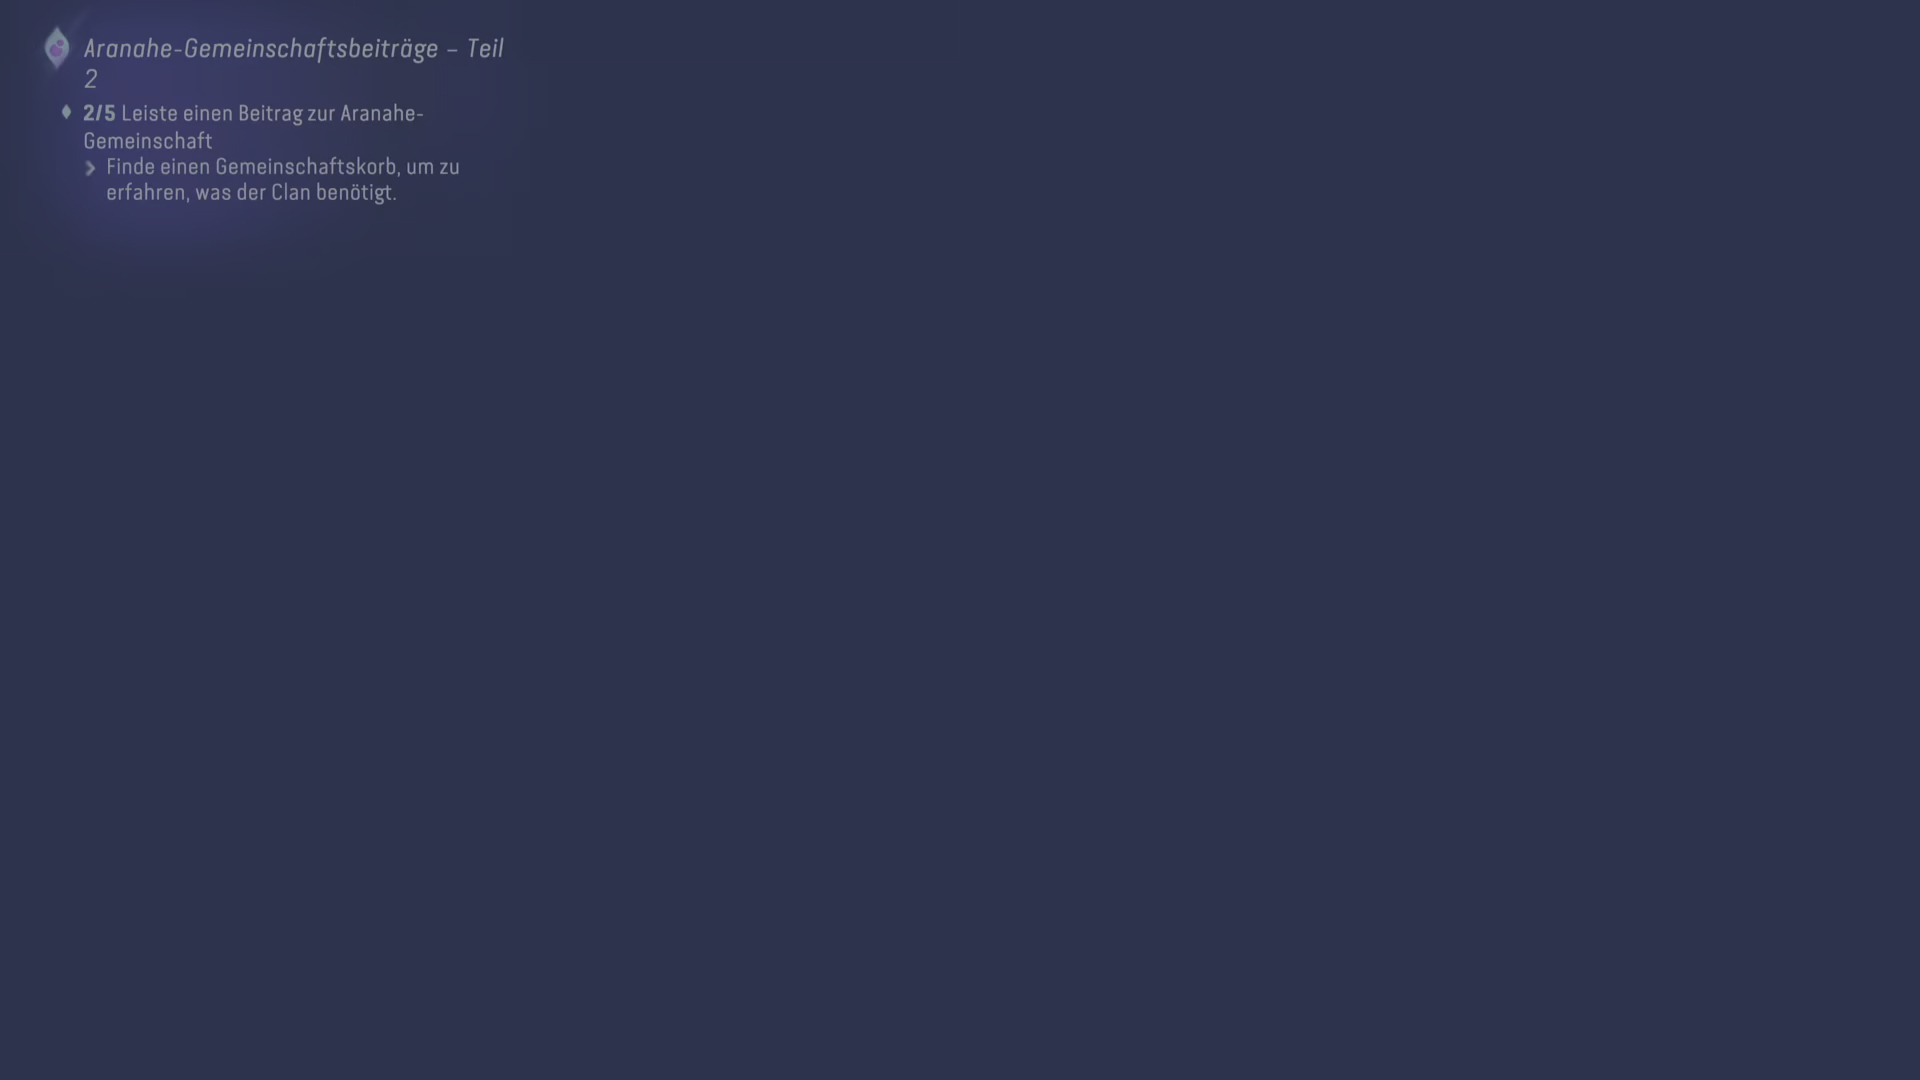 Aranahe-Gemeinschaftsbeiträge – Teil
2
2/5 Leiste einen Beitrag zur Aranahe-
Gemeinschaft
Finde einen Gemeinschaftskorb, um zu
erfahren, was der Clan benötigt.